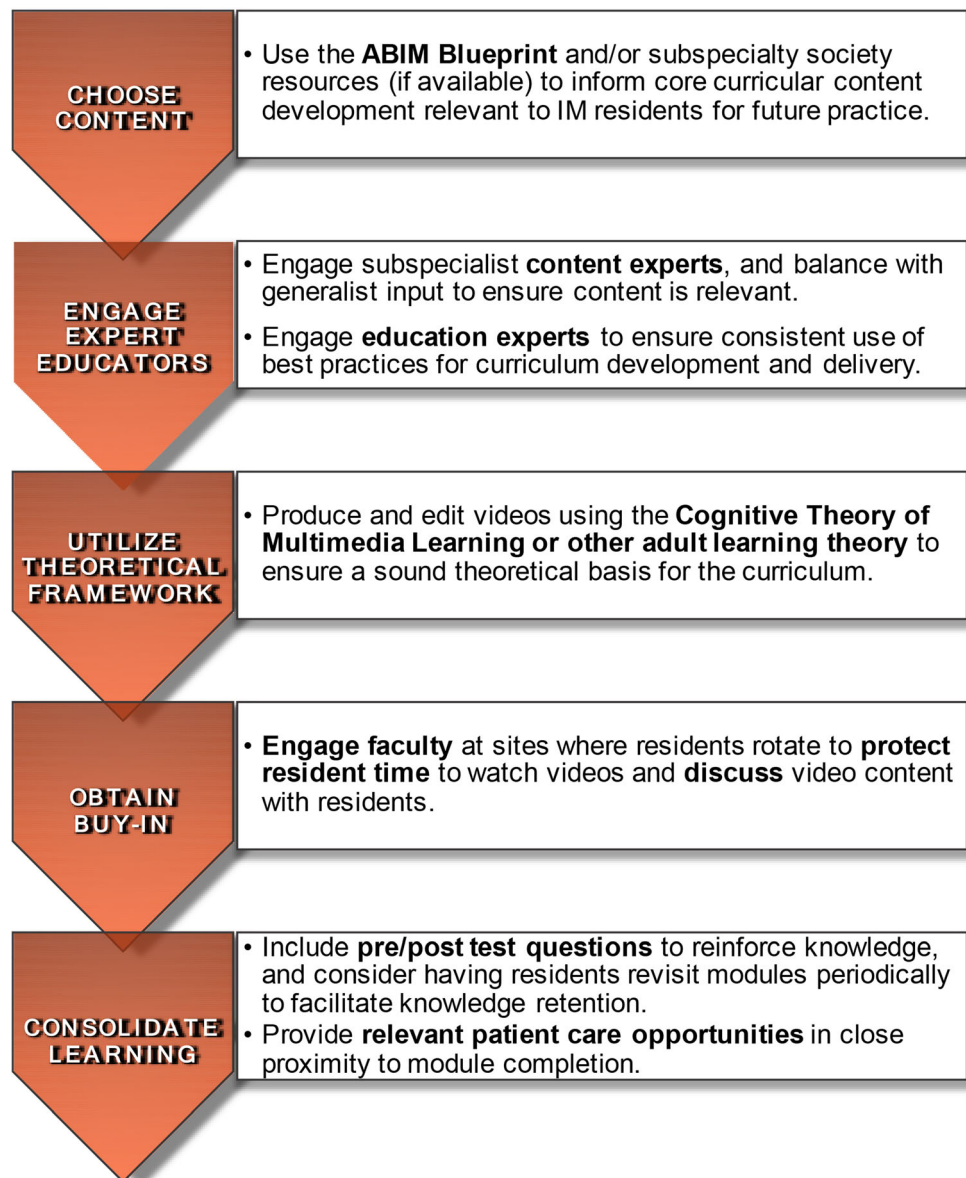 CHOOSE
CONTENT
• Use the ABIM Blueprint and/or subspecialty society
resources (if available) to inform core curricular content
development relevant to IM residents for future practice.
ENGAGE
EXPERT
EDUCATORS
• Engage subspecialist content experts, and balance with
generalist input to ensure content is relevant.
• Engage education experts to ensure consistent use of
best practices for curriculum development and delivery.
UTILIZE
THEORETICAL
FRAMEWORK
• Produce and edit videos using the Cognitive Theory of
Multimedia Learning or other adult learning theory to
ensure a sound theoretical basis for the curriculum.
OBTAIN
BUY-IN
• Engage faculty at sites where residents rotate to protect
resident time to watch videos and discuss video content
with residents.
CONSOLIDATE
LEARNING
• Include pre/post test questions to reinforce knowledge,
and consider having residents revisit modules periodically
to facilitate knowledge retention.
• Provide relevant patient care opportunities in close
proximity to module completion.